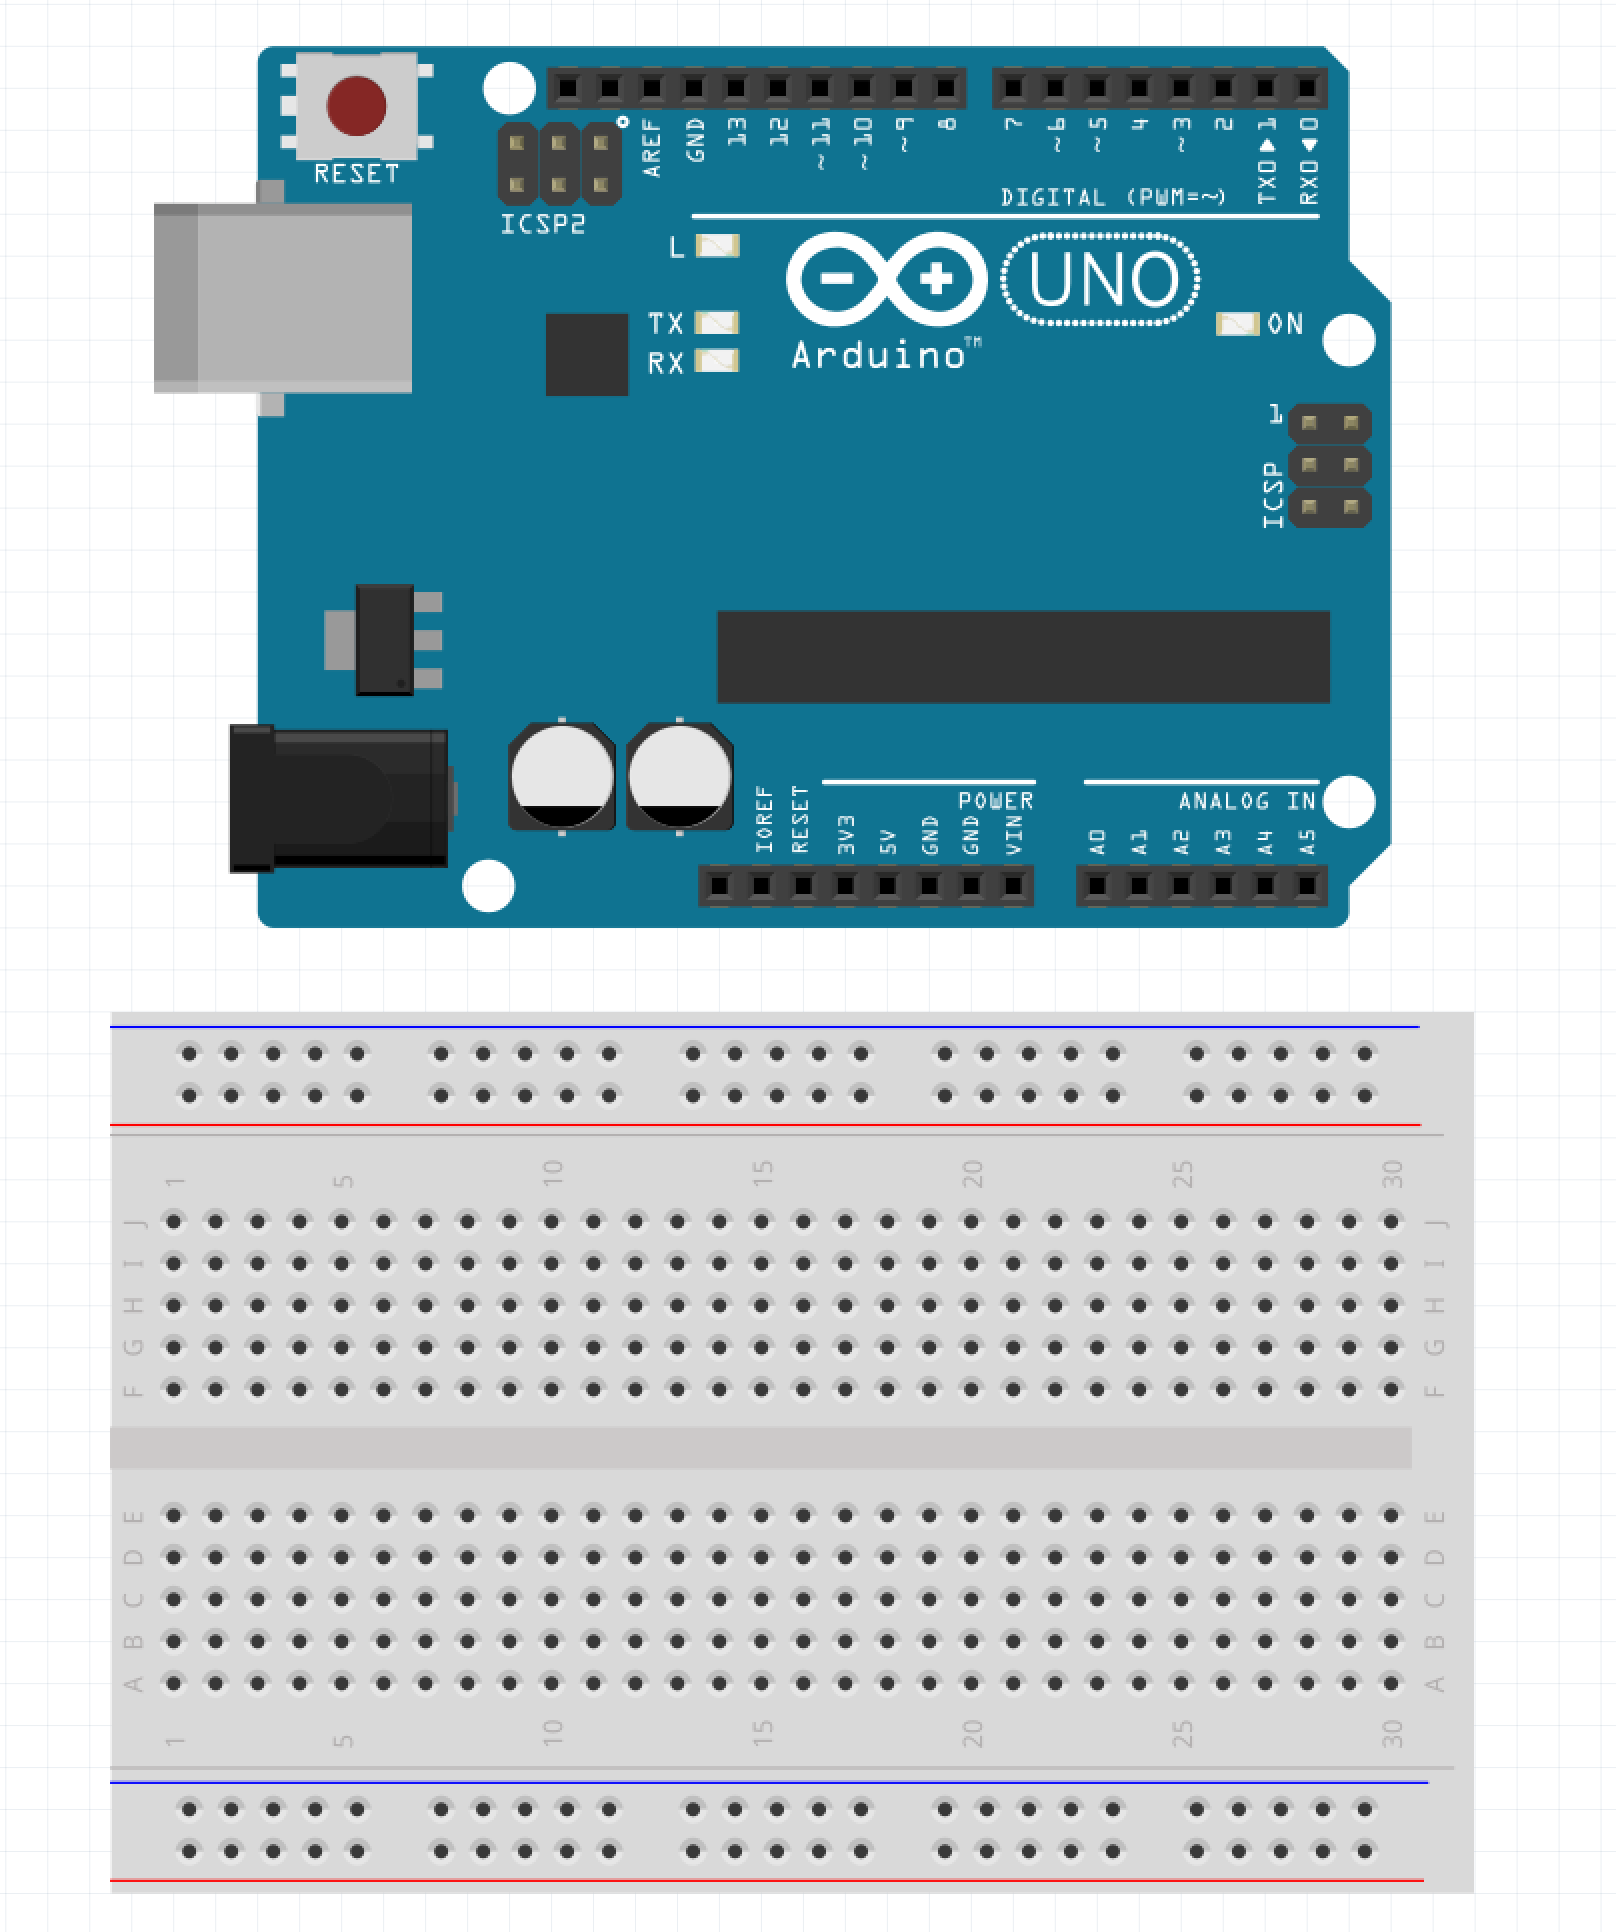 RESET
ICSP2
AREF
GND
13
12
~11
~10
~9
8
7
~6
~5
4
~3
2
TX0▶1
RX0◀0
DIGITAL (PWM=~)
L
TX
RX
Arduino™
UNO
ON
1
ICSP
POWER
ANALOG IN
IOREF
RESET
3V3
5V
GND
GND
VIN
A0
A1
A2
A3
A4
A5
1 5 10 15 20 25 30
J J
I I
H H
G G
F F
E E
D D
C C
B B
A A
1 5 10 15 20 25 30